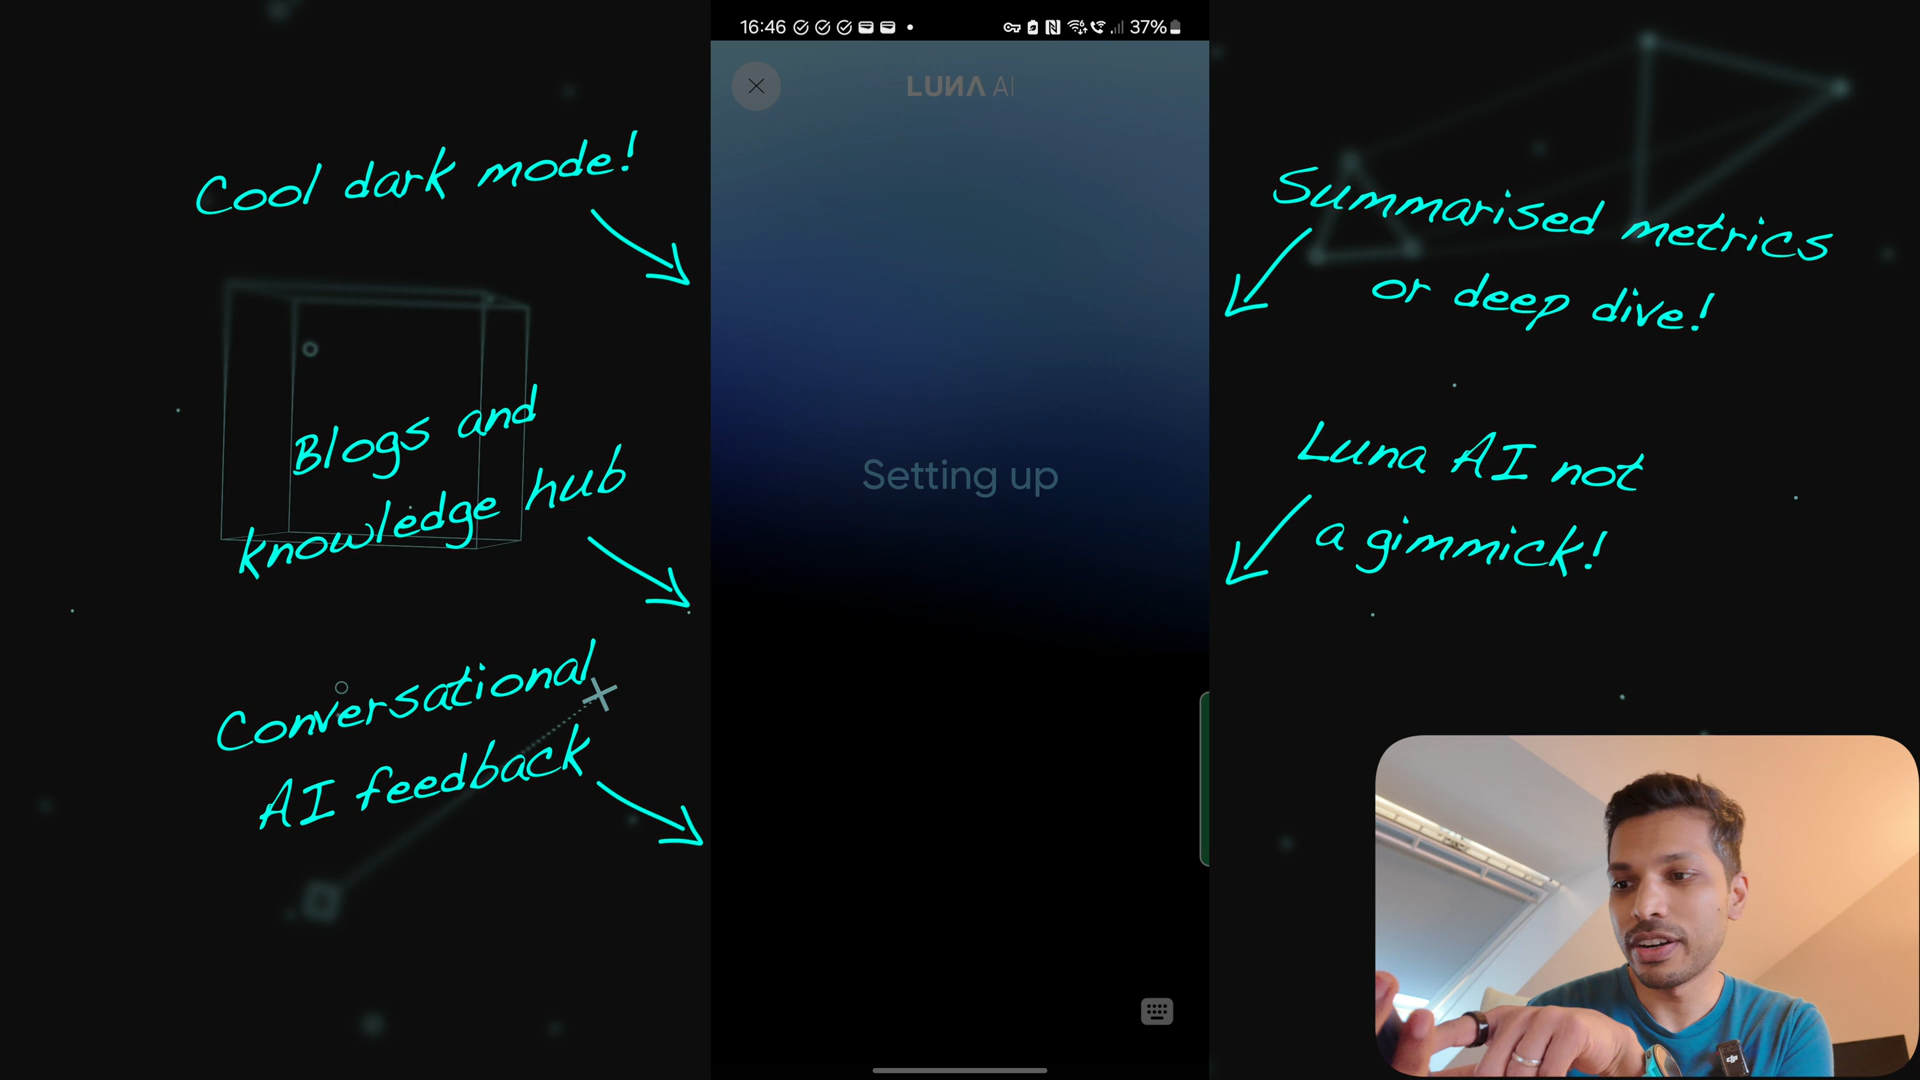 16:46
37%
LUNA AI
Setting up
Cool dark mode!
Blogs and
knowledge hub
Conversational
AI feedback
Summarised metrics
or deep dive!
Luna AI not
a gimmick!
dji